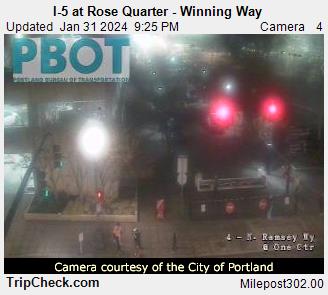 I-5 at Rose Quarter - Winning Way
Updated Jan 31 2024 9:25 PM Camera 4
PBOT
PORTLAND BUREAU OF TRANSPORTATION
4 - N. Ramsey Wy
@ One Ctr
Camera courtesy of the City of Portland
TripCheck.com Milepost302.00